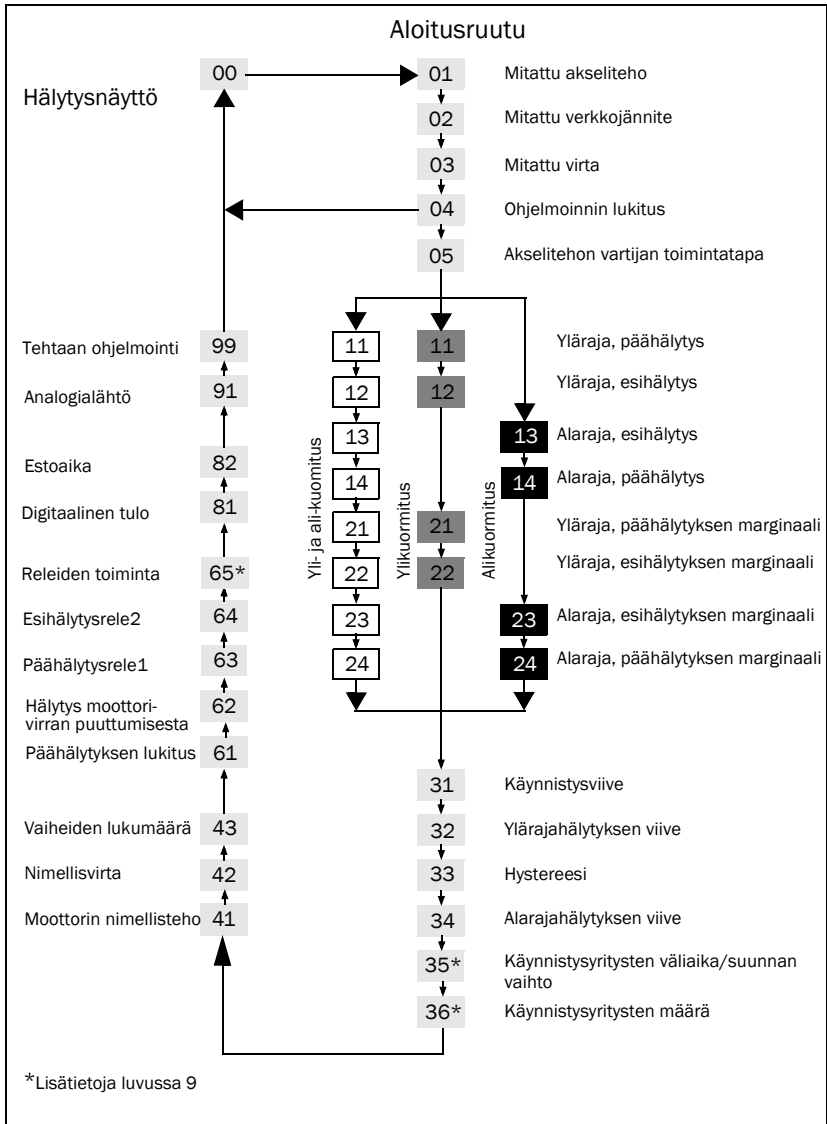 Aloitusruutu
Hälytysnäyttö
00
01
Mitattu akseliteho
02
Mitattu verkkojännite
03
Mitattu virta
04
Ohjelmoinnin lukitus
05
Akselitehon vartijan toimintatapa
Tehtaan ohjelmointi
99
Analogialähtö
91
Estoaika
82
Digitaalinen tulo
81
Releiden toiminta
65*
Esihälytysrele2
64
Päähälytysrele1
63
Hälytys moottori-
virran puuttumisesta
62
Päähälytyksen lukitus
61
Vaiheiden lukumäärä
43
Nimellisvirta
42
Moottorin nimellisteho
41
Yli- ja ali-kuomitus
11
12
13
14
21
22
23
24
Ylikuormitus
11
12
21
22
Alikuormitus
13
14
23
24
Yläraja, päähälytys
Yläraja, esihälytys
Alaraja, esihälytys
Alaraja, päähälytys
Yläraja, päähälytyksen marginaali
Yläraja, esihälytyksen marginaali
Alaraja, esihälytyksen marginaali
Alaraja, päähälytyksen marginaali
31
Käynnistysviive
32
Ylärajahälytyksen viive
33
Hystereesi
34
Alarajahälytyksen viive
35*
Käynnistysyritysten väliaika/suunnan
vaihto
36*
Käynnistysyritysten määrä
*Lisätietoja luvussa 9